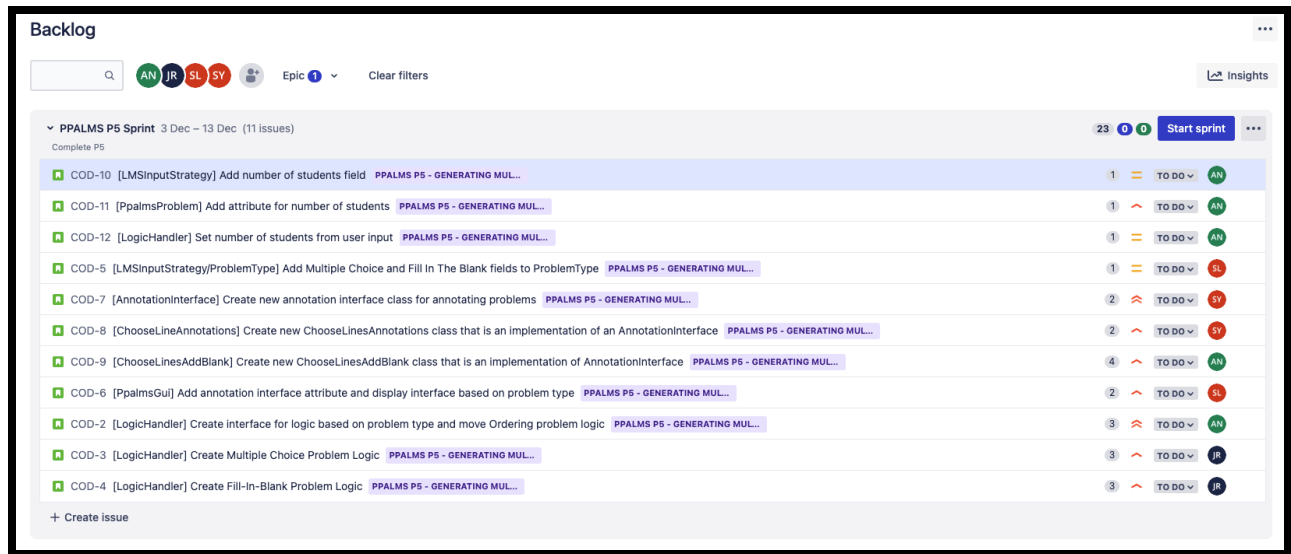 Backlog
AN JR SL SY Epic 1 Clear filters Insights
PPALMS P5 Sprint 3 Dec – 13 Dec (11 issues) 23 0 0 Start sprint
Complete P5
COD-10 [LMSInputStrategy] Add number of students field PPALMS P5 - GENERATING MUL... 1 TO DO AN
COD-11 [PpalmsProblem] Add attribute for number of students PPALMS P5 - GENERATING MUL... 1 TO DO AN
COD-12 [LogicHandler] Set number of students from user input PPALMS P5 - GENERATING MUL... 1 TO DO AN
COD-5 [LMSInputStrategy/ProblemType] Add Multiple Choice and Fill In The Blank fields to ProblemType PPALMS P5 - GENERATING MUL... 1 TO DO SL
COD-7 [AnnotationInterface] Create new annotation interface class for annotating problems PPALMS P5 - GENERATING MUL... 2 TO DO SY
COD-8 [ChooseLineAnnotations] Create new ChooseLinesAnnotations class that is an implementation of an AnnotationInterface PPALMS P5 - GENERATING MUL... 2 TO DO SY
COD-9 [ChooseLinesAddBlank] Create new ChooseLinesAddBlank class that is an implementation of AnnotationInterface PPALMS P5 - GENERATING MUL... 4 TO DO AN
COD-6 [PpalmsGui] Add annotation interface attribute and display interface based on problem type PPALMS P5 - GENERATING MUL... 2 TO DO SL
COD-2 [LogicHandler] Create interface for logic based on problem type and move Ordering problem logic PPALMS P5 - GENERATING MUL... 3 TO DO AN
COD-3 [LogicHandler] Create Multiple Choice Problem Logic PPALMS P5 - GENERATING MUL... 3 TO DO JR
COD-4 [LogicHandler] Create Fill-In-Blank Problem Logic PPALMS P5 - GENERATING MUL... 3 TO DO JR
+ Create issue